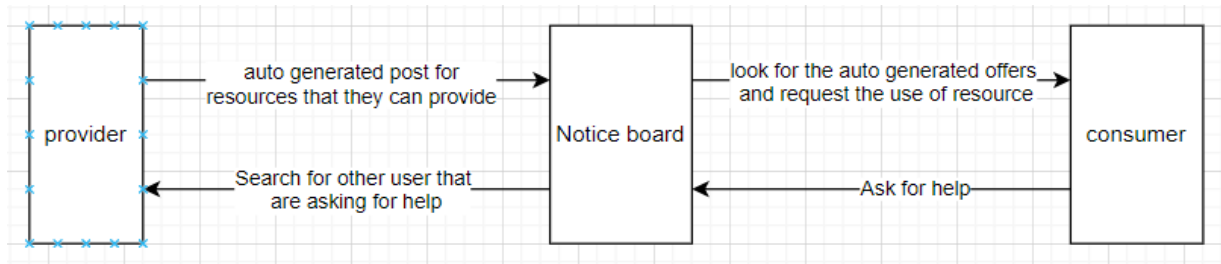 auto generated post for
resources that they can provide
look for the auto generated offers
and request the use of resource
provider
Notice board
consumer
Search for other user that
are asking for help
Ask for help